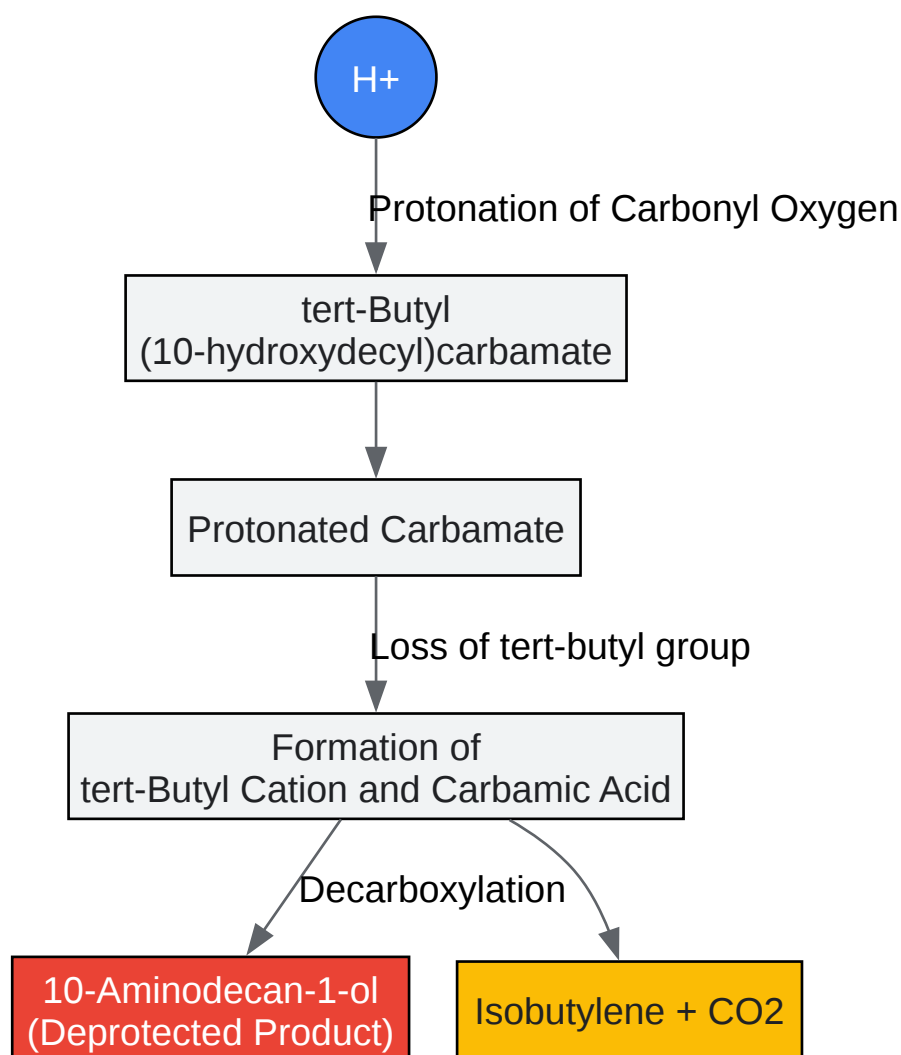 H+
Protonation of Carbonyl Oxygen
tert-Butyl
(10-hydroxydecyl)carbamate
Protonated Carbamate
Loss of tert-butyl group
Formation of
tert-Butyl Cation and Carbamic Acid
Decarboxylation
10-Aminodecan-1-ol
(Deprotected Product)
Isobutylene + CO2